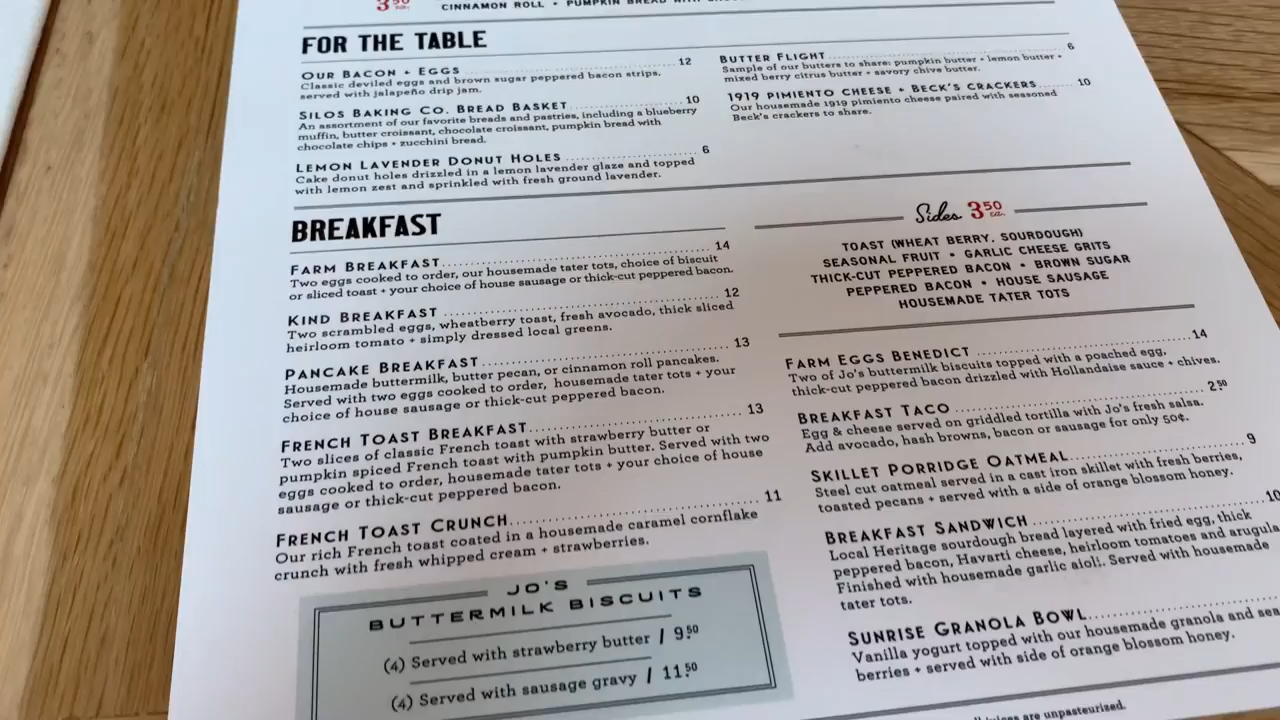 3.50
CINNAMON ROLL • PUMPKIN BREAD WITH
FOR THE TABLE
OUR BACON + EGGS 12
Classic deviled eggs and brown sugar peppered bacon strips,
served with jalapeño drip jam.
SILOS BAKING CO. BREAD BASKET 10
An assortment of our favorite breads and pastries, including a blueberry
muffin, butter croissant, chocolate croissant, pumpkin bread with
chocolate chips + zucchini bread.
LEMON LAVENDER DONUT HOLES 6
Cake donut holes drizzled in a lemon lavender glaze and topped
with lemon zest and sprinkled with fresh ground lavender.
BUTTER FLIGHT 6
Sample of our butters to share: pumpkin butter • lemon butter •
mixed berry citrus butter • savory chive butter.
1919 PIMIENTO CHEESE + BECK'S CRACKERS 10
Our housemade 1919 pimiento cheese paired with seasoned
Beck's crackers to share.
BREAKFAST
FARM BREAKFAST 14
Two eggs cooked to order, our housemade tater tots, choice of biscuit
or sliced toast + your choice of house sausage or thick-cut peppered bacon.
KIND BREAKFAST 12
Two scrambled eggs, wheatberry toast, fresh avocado, thick sliced
heirloom tomato + simply dressed local greens.
PANCAKE BREAKFAST 13
Housemade buttermilk, butter pecan, or cinnamon roll pancakes.
Served with two eggs cooked to order, housemade tater tots + your
choice of house sausage or thick-cut peppered bacon.
FRENCH TOAST BREAKFAST 13
Two slices of classic French toast with strawberry butter or
pumpkin spiced French toast with pumpkin butter. Served with two
eggs cooked to order, housemade tater tots + your choice of house
sausage or thick-cut peppered bacon.
FRENCH TOAST CRUNCH 11
Our rich French toast coated in a housemade caramel cornflake
crunch with fresh whipped cream + strawberries.
JO'S
BUTTERMILK BISCUITS
(4) Served with strawberry butter / 9.50
(4) Served with sausage gravy / 11.50
Sides 3.50 ea.
TOAST (WHEAT BERRY, SOURDOUGH)
SEASONAL FRUIT • GARLIC CHEESE GRITS
THICK-CUT PEPPERED BACON • BROWN SUGAR
PEPPERED BACON • HOUSE SAUSAGE
HOUSEMADE TATER TOTS
FARM EGGS BENEDICT 14
Two of Jo's buttermilk biscuits topped with a poached egg,
thick-cut peppered bacon drizzled with Hollandaise sauce + chives.
BREAKFAST TACO 2.50
Egg & cheese served on griddled tortilla with Jo's fresh salsa.
Add avocado, hash browns, bacon or sausage for only 50¢.
SKILLET PORRIDGE OATMEAL 9
Steel cut oatmeal served in a cast iron skillet with fresh berries,
toasted pecans + served with a side of orange blossom honey.
BREAKFAST SANDWICH 10
Local Heritage sourdough bread layered with fried egg, thick
peppered bacon, Havarti cheese, heirloom tomatoes and arugula.
Finished with housemade garlic aioli. Served with housemade
tater tots.
SUNRISE GRANOLA BOWL
Vanilla yogurt topped with our housemade granola and
berries + served with side of orange blossom honey.
juices are unpasteurized.